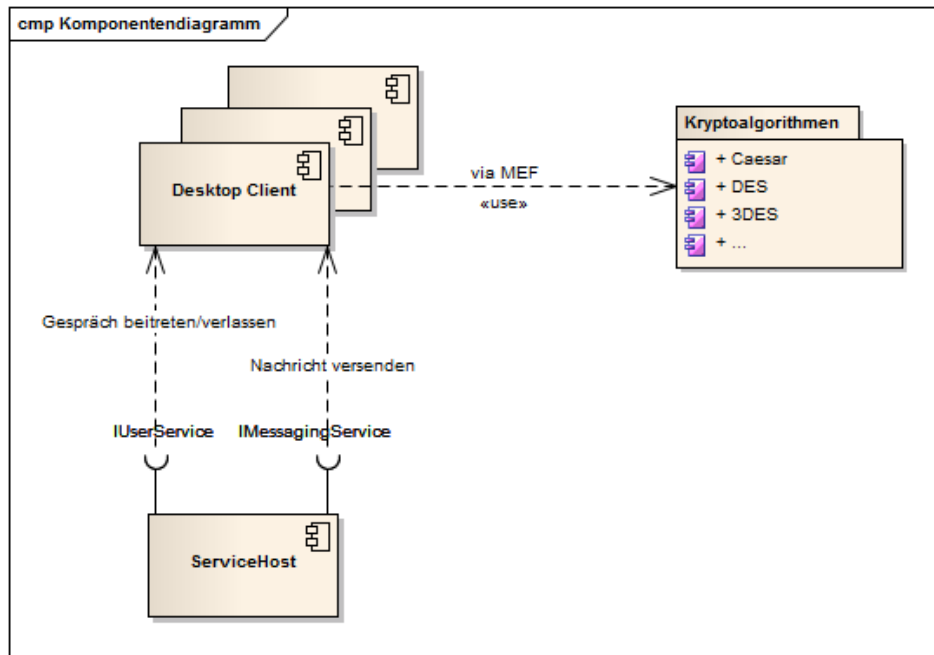 cmp Komponentendiagramm
Kryptoalgorithmen
+ Caesar
+ DES
+ 3DES
+ ...
Desktop Client
via MEF
«use»
Gespräch beitreten/verlassen
Nachricht versenden
IUserService
IMessagingService
ServiceHost